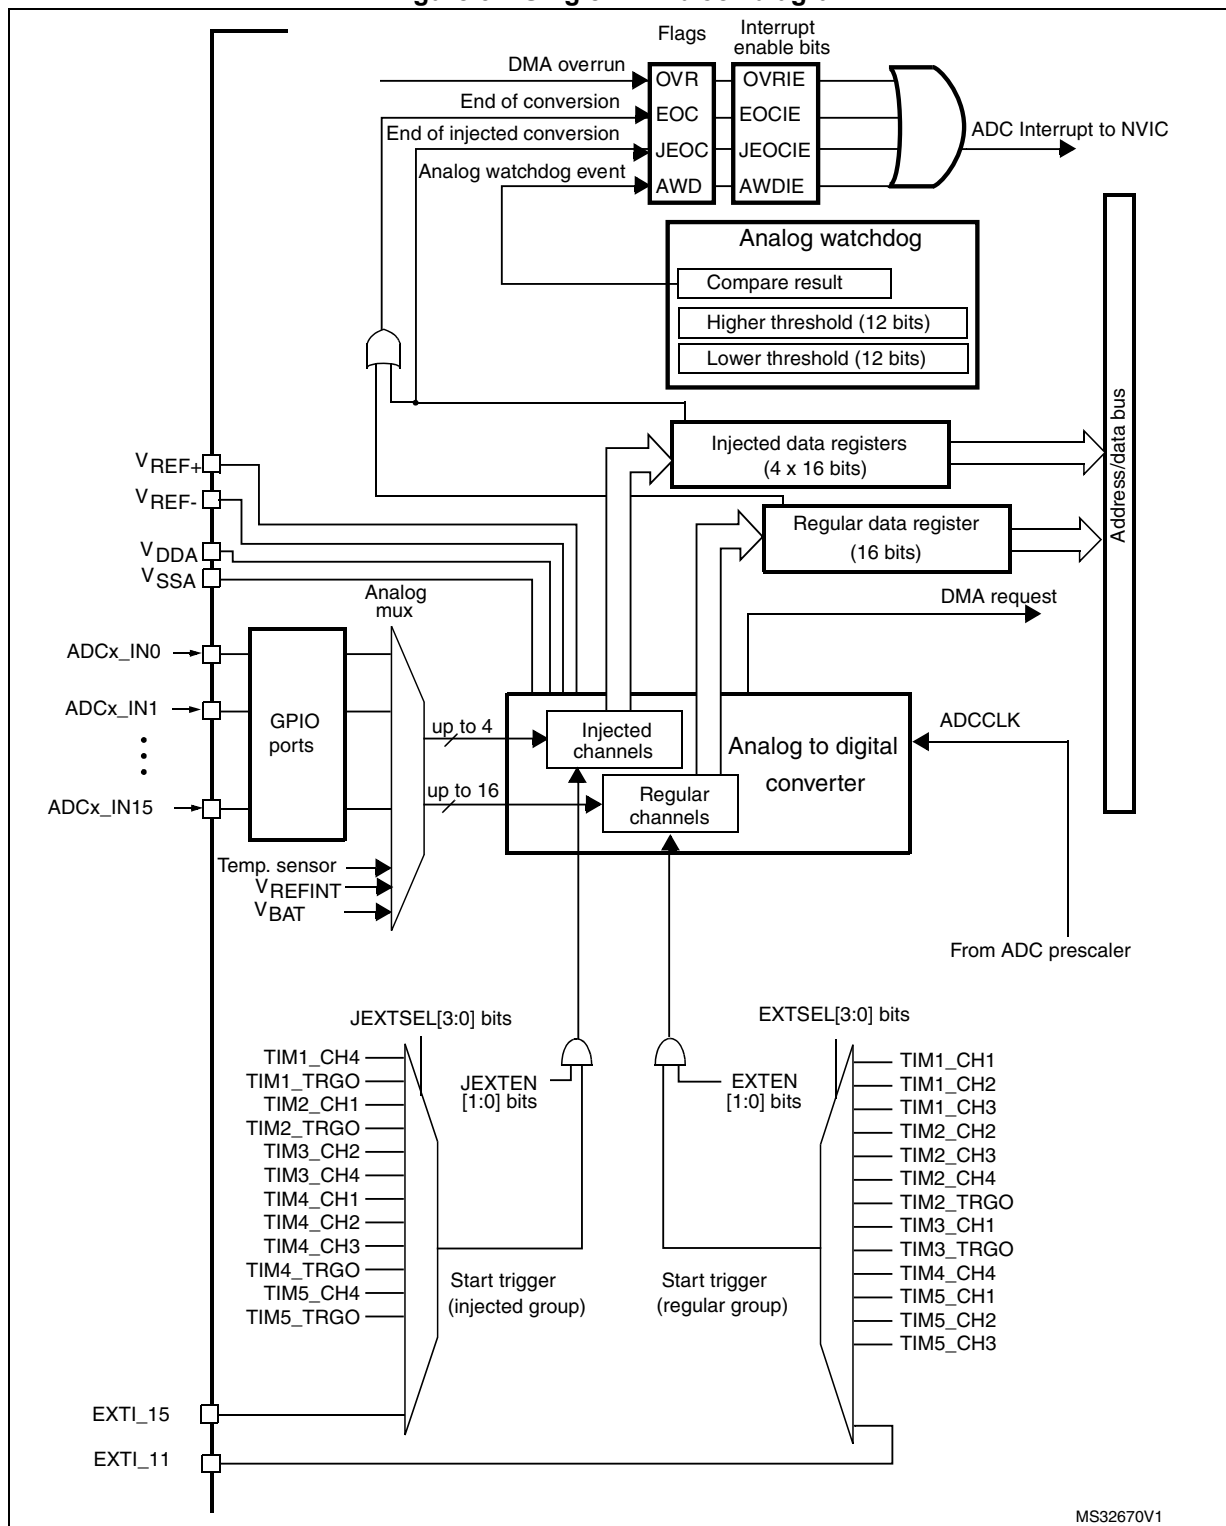 Flags
Interrupt
enable bits
DMA overrun
OVR
OVRIE
End of conversion
EOC
EOCIE
End of injected conversion
JEOC
JEOCIE
ADC Interrupt to NVIC
Analog watchdog event
AWD
AWDIE
Analog watchdog
Compare result
Higher threshold (12 bits)
Lower threshold (12 bits)
Address/data bus
Injected data registers
(4 x 16 bits)
VREF+
VREF-
VDDA
VSSA
Regular data register
(16 bits)
DMA request
Analog
mux
ADCx_IN0
ADCx_IN1
ADCx_IN15
GPIO
ports
up to 4
up to 16
Injected
channels
Regular
channels
Analog to digital
converter
ADCCLK
Temp. sensor
VREFINT
VBAT
From ADC prescaler
JEXTSEL[3:0] bits
EXTSEL[3:0] bits
TIM1_CH4
TIM1_TRGO
TIM2_CH1
TIM2_TRGO
TIM3_CH2
TIM3_CH4
TIM4_CH1
TIM4_CH2
TIM4_CH3
TIM4_TRGO
TIM5_CH4
TIM5_TRGO
JEXTEN
[1:0] bits
EXTEN
[1:0] bits
TIM1_CH1
TIM1_CH2
TIM1_CH3
TIM2_CH2
TIM2_CH3
TIM2_CH4
TIM2_TRGO
TIM3_CH1
TIM3_TRGO
TIM4_CH4
TIM5_CH1
TIM5_CH2
TIM5_CH3
Start trigger
(injected group)
Start trigger
(regular group)
EXTI_15
EXTI_11
MS32670V1